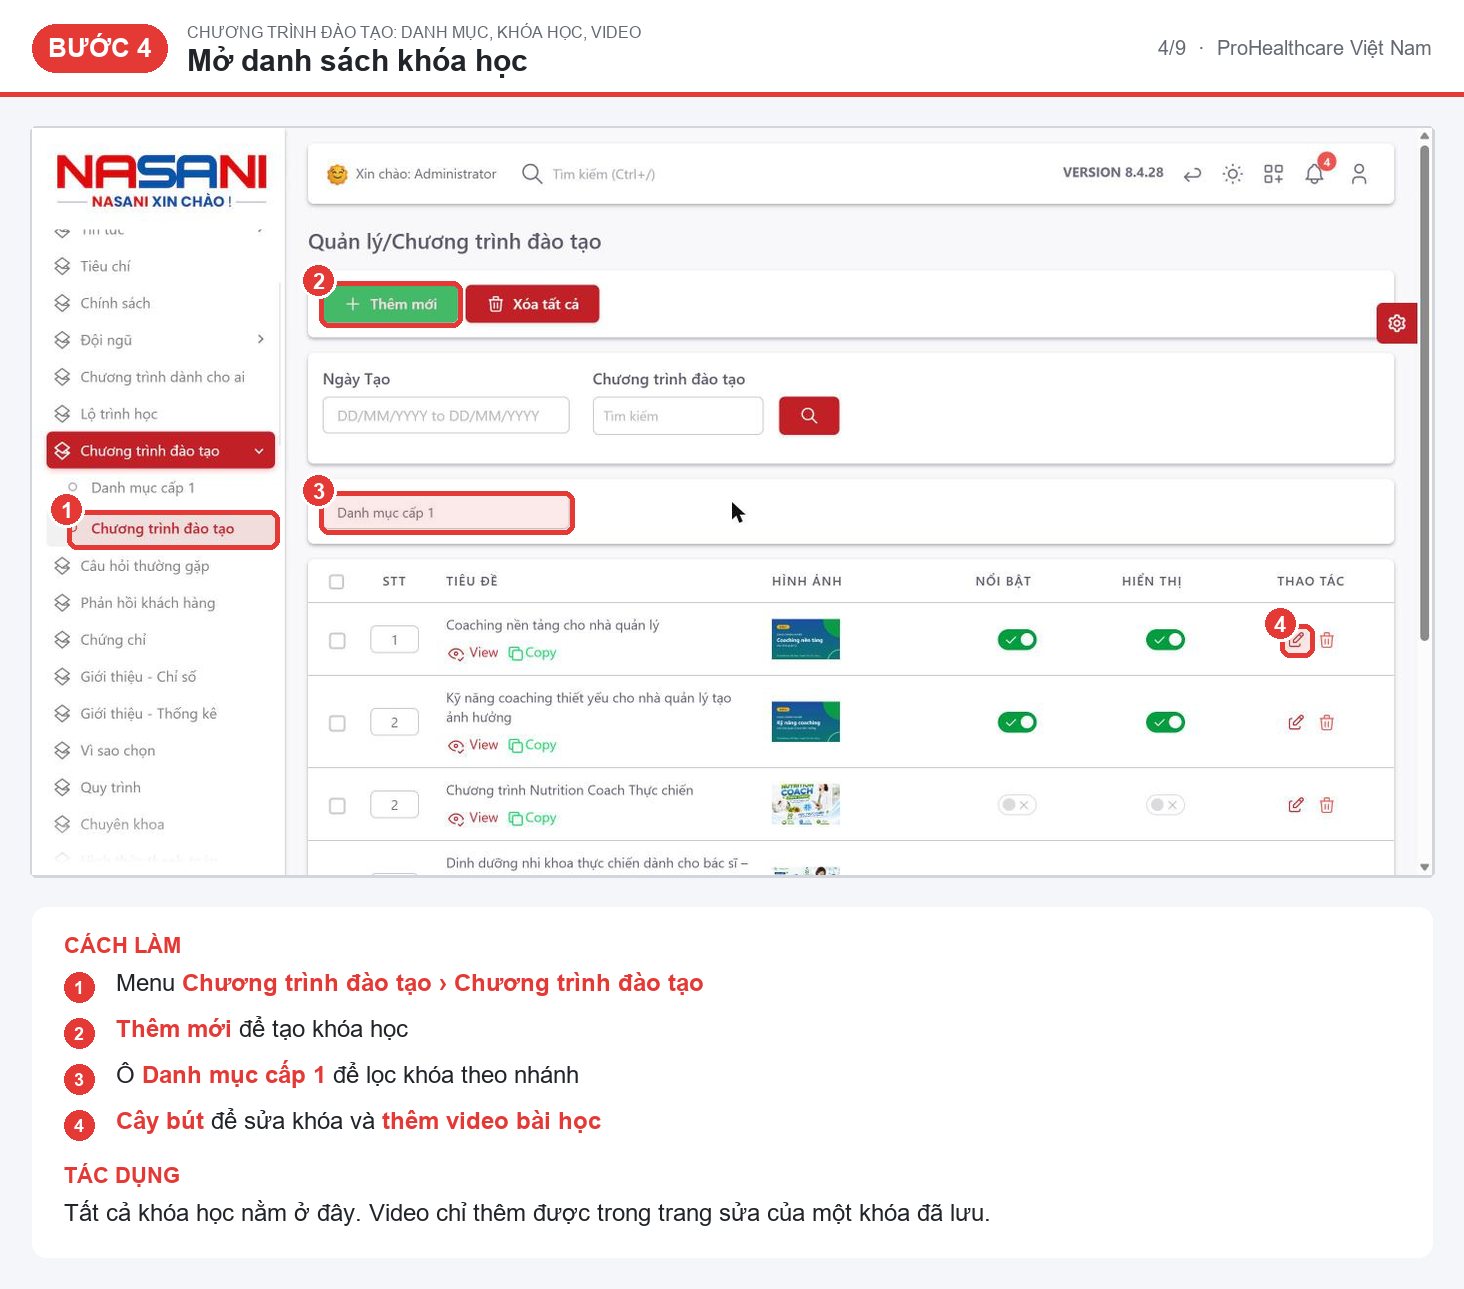 BƯỚC 4
CHƯƠNG TRÌNH ĐÀO TẠO: DANH MỤC, KHÓA HỌC, VIDEO
Mở danh sách khóa học
4/9 · ProHealthcare Việt Nam
NASANI
NASANI XIN CHÀO !
Xin chào: Administrator
Tìm kiếm (Ctrl+/)
VERSION 8.4.28
4
Tin tức
Tiêu chí
Chính sách
Đội ngũ
Chương trình dành cho ai
Lộ trình học
Chương trình đào tạo
Danh mục cấp 1
1
Chương trình đào tạo
Câu hỏi thường gặp
Phản hồi khách hàng
Chứng chỉ
Giới thiệu - Chỉ số
Giới thiệu - Thống kê
Vì sao chọn
Quy trình
Chuyên khoa
Quản lý/Chương trình đào tạo
2
Thêm mới
Xóa tất cả
Ngày Tạo
Chương trình đào tạo
DD/MM/YYYY to DD/MM/YYYY
Tìm kiếm
3
Danh mục cấp 1
STT TIÊU ĐỀ HÌNH ẢNH NỔI BẬT HIỂN THỊ THAO TÁC
1
Coaching nền tảng cho nhà quản lý
View Copy
Coaching nền tảng
4
2
Kỹ năng coaching thiết yếu cho nhà quản lý tạo
ảnh hưởng
View Copy
Kỹ năng coaching
2
Chương trình Nutrition Coach Thực chiến
View Copy
NUTRITION
COACH
Dinh dưỡng nhi khoa thực chiến dành cho bác sĩ –
CÁCH LÀM
1 Menu Chương trình đào tạo › Chương trình đào tạo
2 Thêm mới để tạo khóa học
3 Ô Danh mục cấp 1 để lọc khóa theo nhánh
4 Cây bút để sửa khóa và thêm video bài học
TÁC DỤNG
Tất cả khóa học nằm ở đây. Video chỉ thêm được trong trang sửa của một khóa đã lưu.